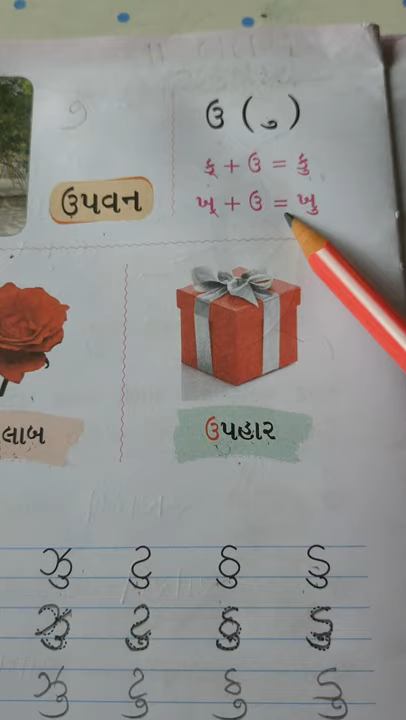 ઉ (ુ)
ક્ + ઉ = કુ
ખ્ + ઉ = ખુ
ઉપવન
લાબ
ઉપહાર
ઝુ ટુ ઠુ ડુ
ઝુ ટુ ઠુ ડુ
ઝુ ટુ ઠુ ડુ